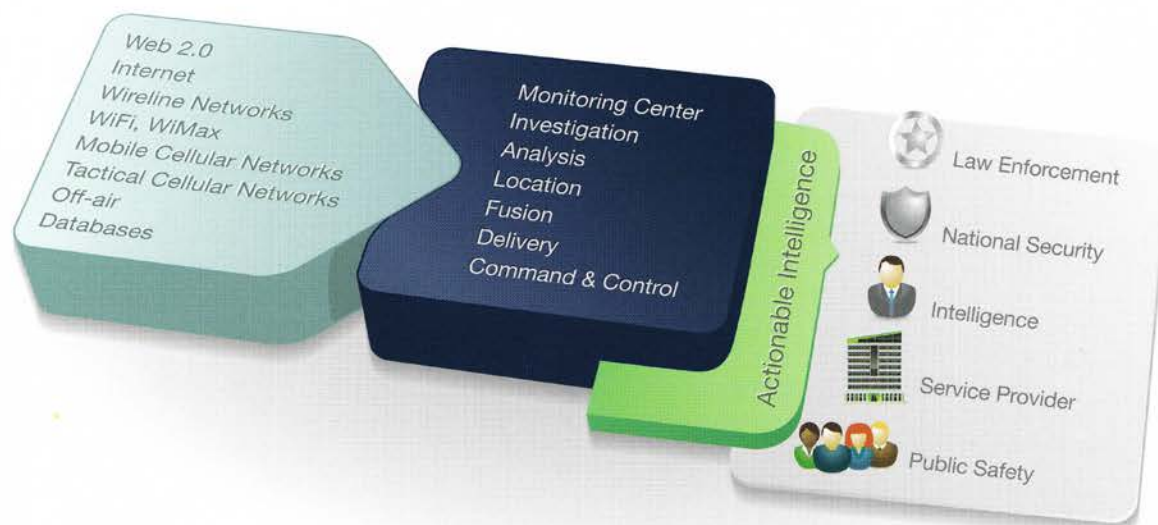 Web 2.0
Internet
Wireline Networks
WiFi, WiMax
Mobile Cellular Networks
Tactical Cellular Networks
Off-air
Databases
Monitoring Center
Investigation
Analysis
Location
Fusion
Delivery
Command & Control
Actionable Intelligence
Law Enforcement
National Security
Intelligence
Service Provider
Public Safety